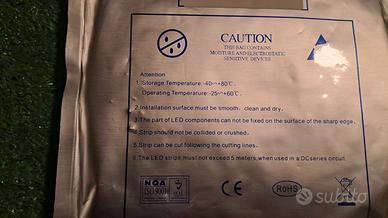 CAUTION
THIS BAG CONTAINS
MOISTURE AND ELECTROSTATIC
SENSITIVE DEVICES
Attention
1. Storage Temperature:-40~+80℃.
Operating Temperature:-25~+60℃.
2.Installation surface must be smooth, clean and dry.
3.The part of LED components can not be fixed on the surface of the sharp edge.
4.Strip should not be collided or crushed.
5.Strip can be cut following the cutting lines.
6.The LED strips must not exceed 5 meters,when used in a DC series circuit.
NQA
ISO.9001
CE
RoHS
subito